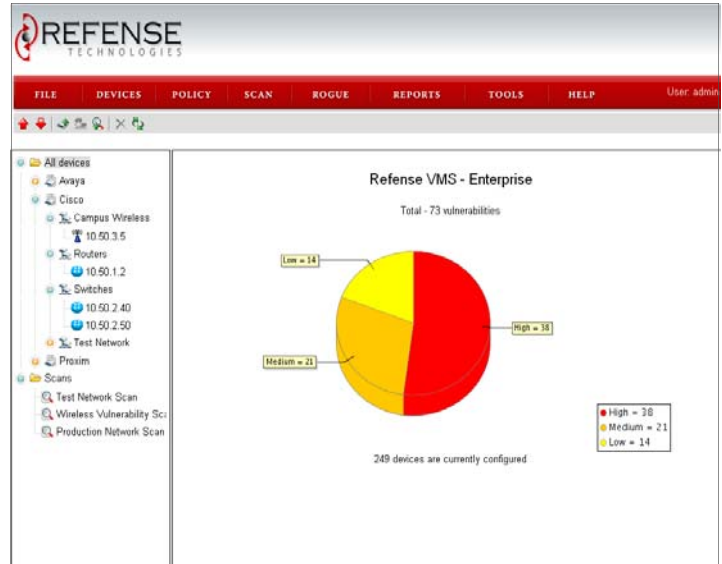 REFENSE
TECHNOLOGIES
FILE DEVICES POLICY SCAN ROGUE REPORTS TOOLS HELP User: admin
All devices
Avaya
Cisco
Campus Wireless
10.50.3.5
Routers
10.50.1.2
Switches
10.50.2.40
10.50.2.50
Test Network
Proxim
Scans
Test Network Scan
Wireless Vulnerability Sca
Production Network Scan
Refense VMS - Enterprise
Total - 73 vulnerabilities
Low = 14
High = 38
Medium = 21
High = 38
Medium = 21
Low = 14
249 devices are currently configured